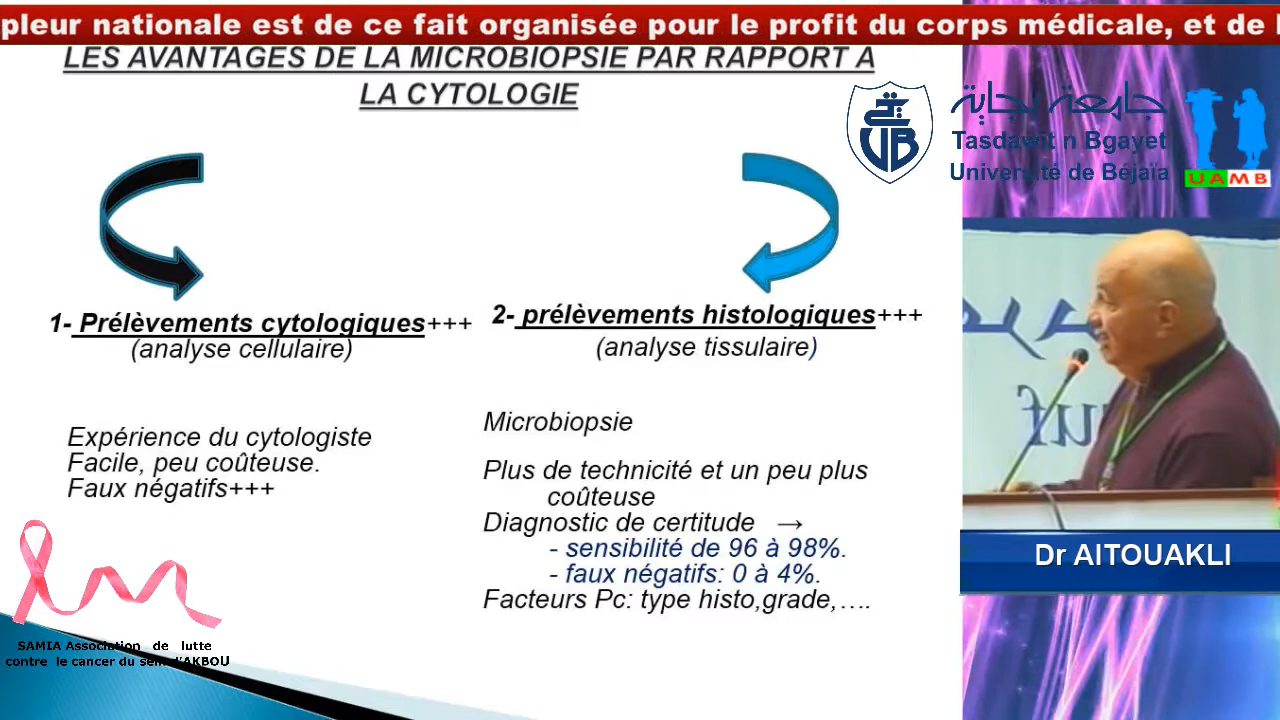 pleur nationale est de ce fait organisée pour le profit du corps médicale, et de
LES AVANTAGES DE LA MICROBIOPSIE PAR RAPPORT A
LA CYTOLOGIE
UB
جامعة بجاية
Tasdawit n Bgayet
Université de Béjaïa
UAMB
1- Prélèvements cytologiques+++
(analyse cellulaire)
Expérience du cytologiste
Facile, peu coûteuse.
Faux négatifs+++
2- prélèvements histologiques+++
(analyse tissulaire)
Microbiopsie
Plus de technicité et un peu plus
coûteuse
Diagnostic de certitude →
- sensibilité de 96 à 98%.
- faux négatifs: 0 à 4%.
Facteurs Pc: type histo,grade,….
Dr AITOUAKLI
SAMIA Association de lutte
contre le cancer du sein d'AKBOU